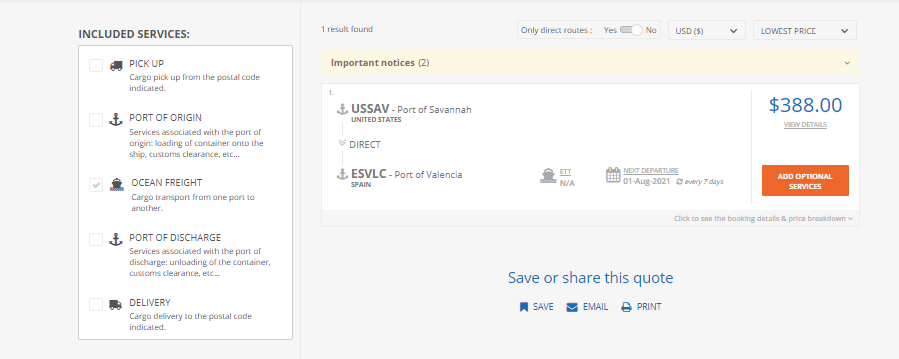 INCLUDED SERVICES:
PICK UP
Cargo pick up from the postal code
indicated.
PORT OF ORIGIN
Services associated with the port of
origin: loading of container onto the
ship, customs clearance, etc...
OCEAN FREIGHT
Cargo transport from one port to
another.
PORT OF DISCHARGE
Services associated with the port of
discharge: unloading of the container,
customs clearance, etc...
DELIVERY
Cargo delivery to the postal code
indicated.
1 result found
Only direct routes : Yes No
USD ($)
LOWEST PRICE
Important notices (2)
1.
USSAV - Port of Savannah
UNITED STATES
DIRECT
ESVLC - Port of Valencia
SPAIN
ETT
N/A
NEXT DEPARTURE
01-Aug-2021 every 7 days
$388.00
VIEW DETAILS
ADD OPTIONAL
SERVICES
Click to see the booking details & price breakdown
Save or share this quote
SAVE EMAIL PRINT